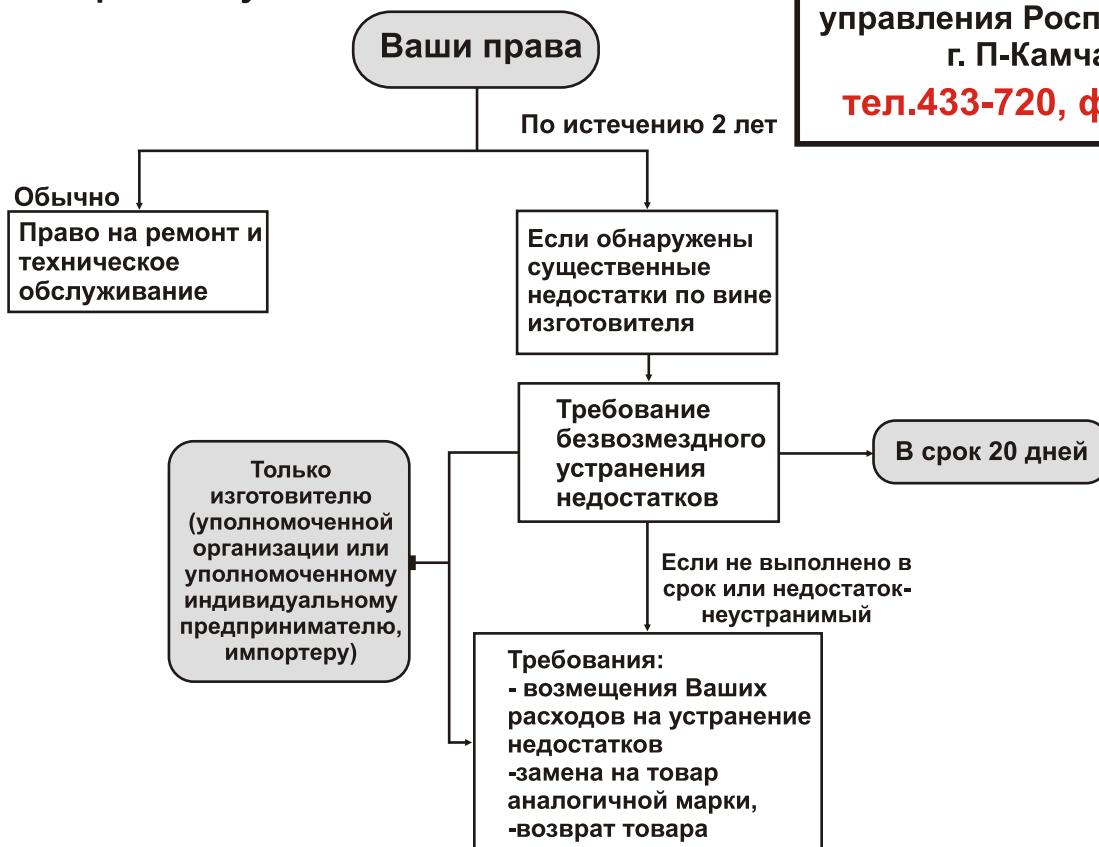 управления
г. П-Камча
тел.433-720,
Ваши права
По истечению 2 лет
Обычно
Право на ремонт и
техническое
обслуживание
Если обнаружены
существенные
недостатки по вине
изготовителя
Требование
безвозмездного
устранения
недостатков
В срок 20 дней
Только
изготовителю
(уполномоченной
организации или
уполномоченному
индивидуальному
предпринимателю,
импортеру)
Если не выполнено в
срок или недостаток-
неустранимый
Требования:
- возмещения Ваших
расходов на устранение
недостатков
-замена на товар
аналогичной марки,
-возврат товара